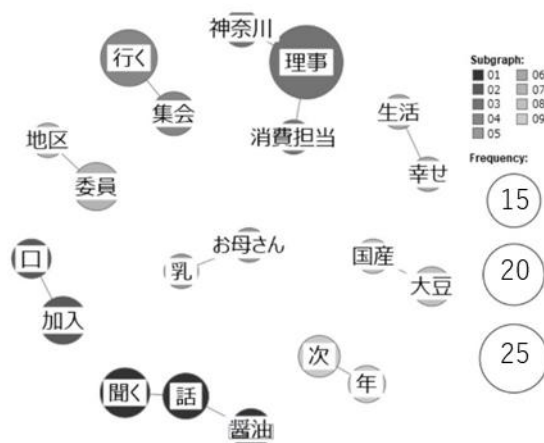 神奈川
行く
理事
集会
消費担当
生活
地区
幸せ
委員
お母さん
国産
口
乳
大豆
加入
次
年
聞く
話
醤油
Subgraph:
01 06
02 07
03 08
04 09
05
Frequency:
15
20
25